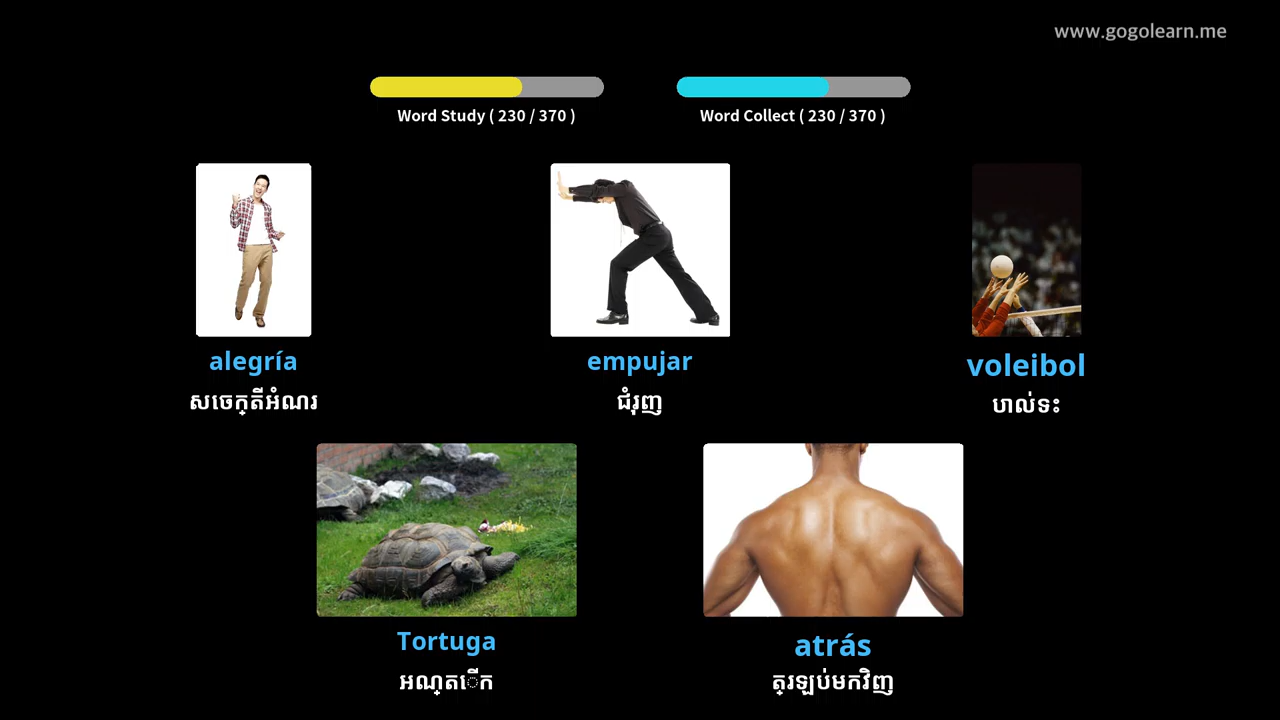 www.gogolearn.me
Word Study ( 230 / 370 )
Word Collect ( 230 / 370 )
alegría
សេចក្តីអំណរ
empujar
ជំរុញ
voleibol
បាល់ទះ
Tortuga
អណ្តើក
atrás
ត្រឡប់មកវិញ